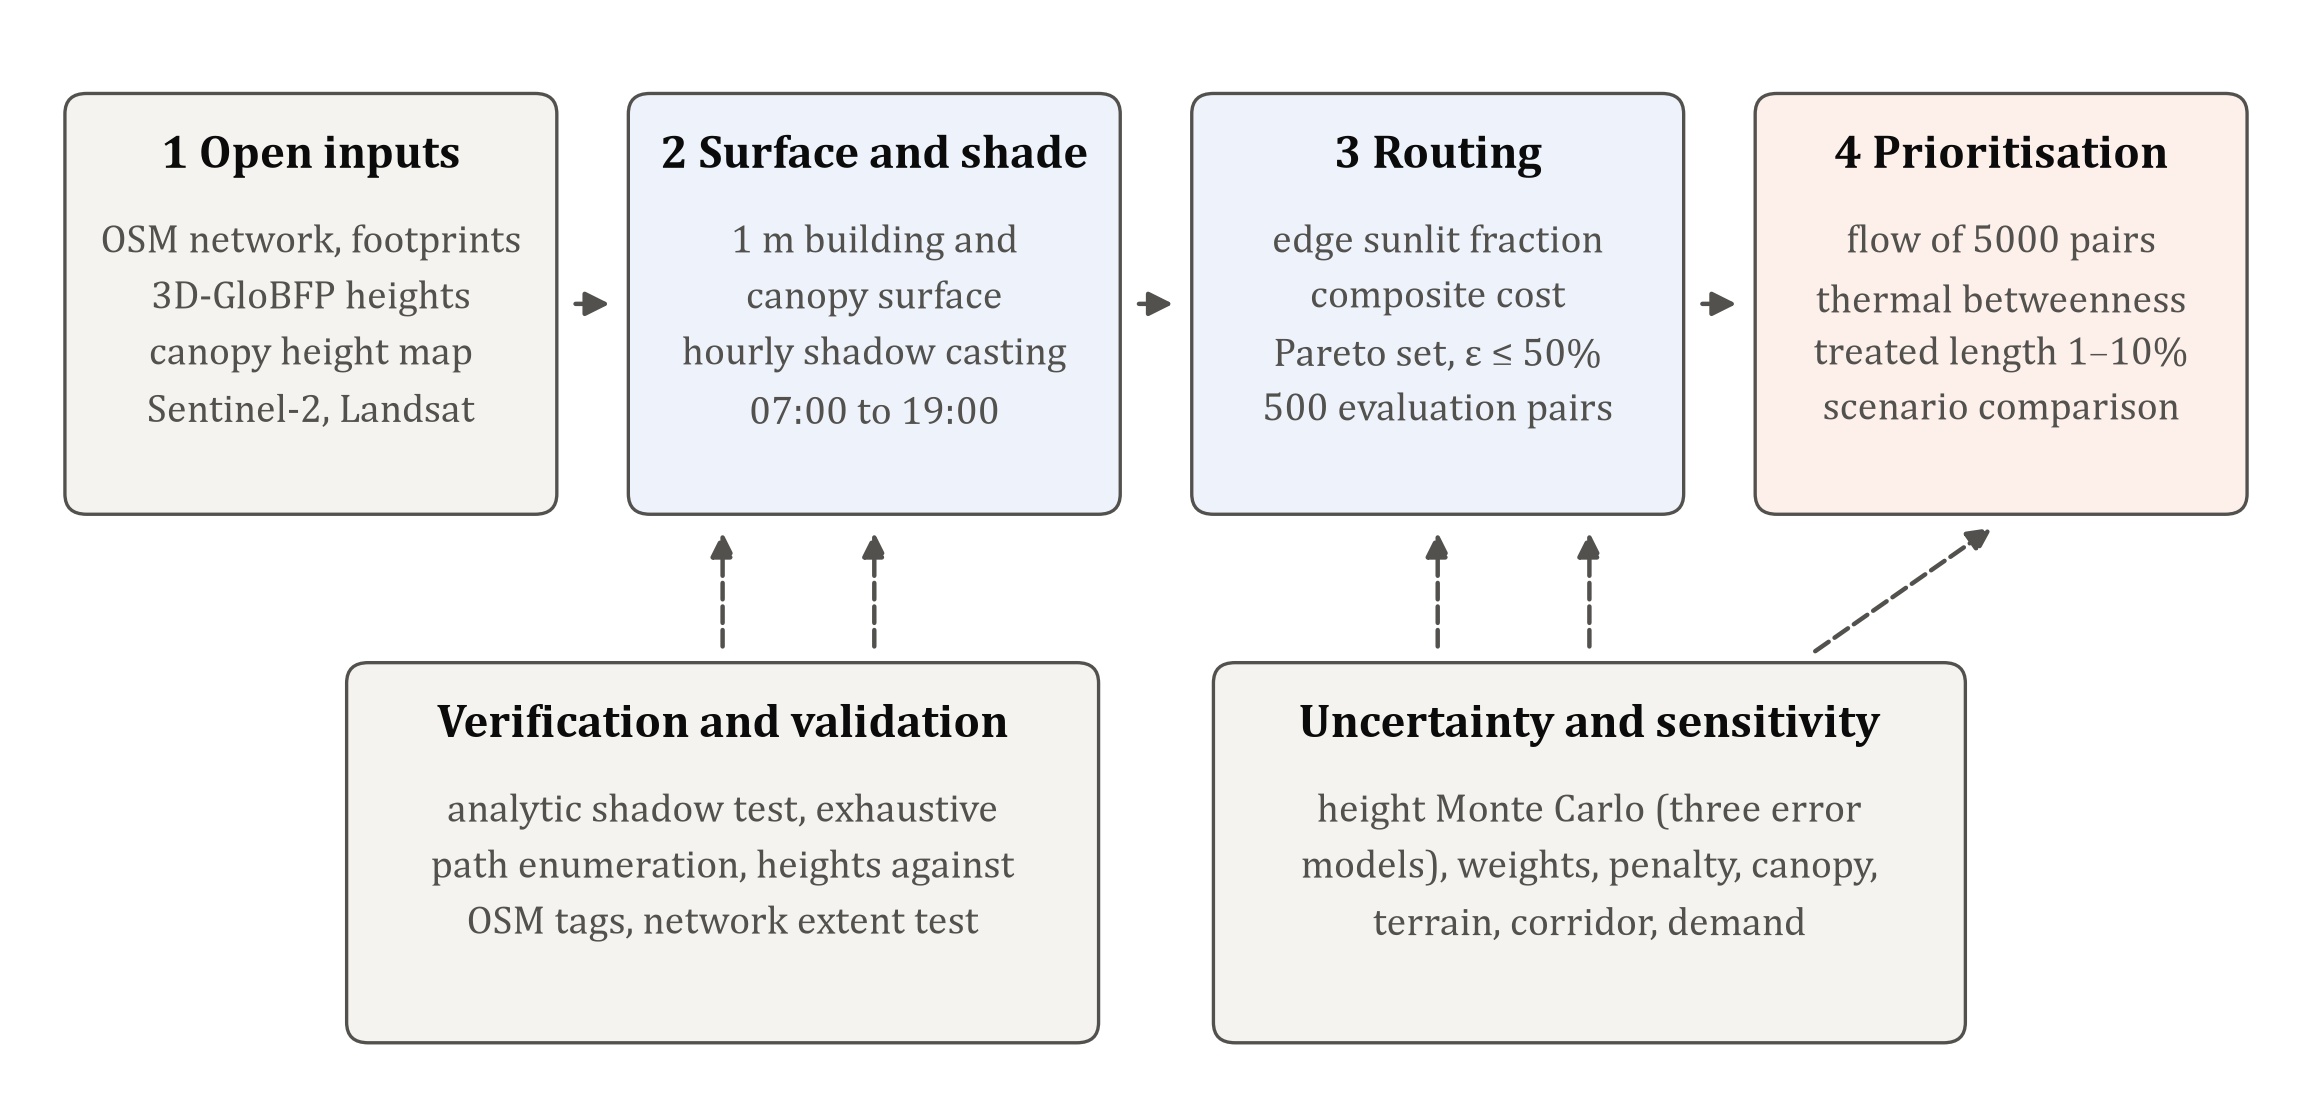 1 Open inputs
OSM network, footprints
3D-GloBFP heights
canopy height map
Sentinel-2, Landsat
2 Surface and shade
1 m building and
canopy surface
hourly shadow casting
07:00 to 19:00
3 Routing
edge sunlit fraction
composite cost
Pareto set, ε ≤ 50%
500 evaluation pairs
4 Prioritisation
flow of 5000 pairs
thermal betweenness
treated length 1–10%
scenario comparison
Verification and validation
analytic shadow test, exhaustive
path enumeration, heights against
OSM tags, network extent test
Uncertainty and sensitivity
height Monte Carlo (three error
models), weights, penalty, canopy,
terrain, corridor, demand